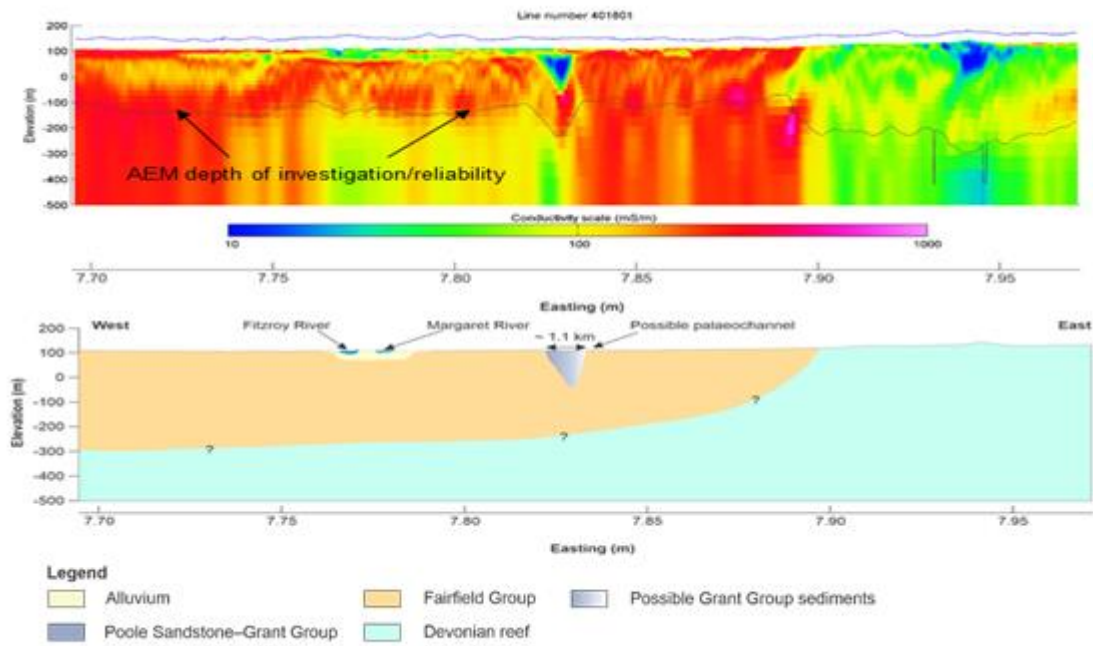 Line number 401801
200
100
0
-100
-200
-300
-400
-500
Elevation (m)
AEM depth of investigation/reliability
Conductivity scale (mS/m)
10 100 1000
7.70 7.75 7.80 7.85 7.90 7.95
Easting (m)
West Fitzroy River Margaret River Possible palaeochannel East
~ 1.1 km
200
100
0
-100
-200
-300
-400
-500
Elevation (m)
? ? ?
7.70 7.75 7.80 7.85 7.90 7.95
Easting (m)
Legend
Alluvium Fairfield Group Possible Grant Group sediments
Poole Sandstone–Grant Group Devonian reef